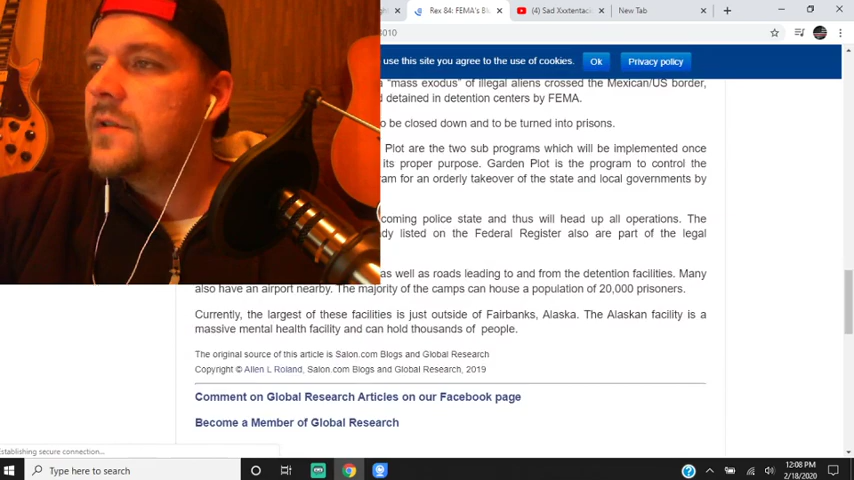 Rex 84: FEMA's Bl
(4) Sad Xxxtentac
New Tab
4010
use this site you agree to the use of cookies.
Ok
Privacy policy
"mass exodus" of illegal aliens crossed the Mexican/US border,
d detained in detention centers by FEMA.
o be closed down and to be turned into prisons.
Plot are the two sub programs which will be implemented once
its proper purpose. Garden Plot is the program to control the
am for an orderly takeover of the state and local governments by
coming police state and thus will head up all operations. The
dy listed on the Federal Register also are part of the legal
as well as roads leading to and from the detention facilities. Many
also have an airport nearby. The majority of the camps can house a population of 20,000 prisoners.
Currently, the largest of these facilities is just outside of Fairbanks, Alaska. The Alaskan facility is a
massive mental health facility and can hold thousands of people.
The original source of this article is Salon.com Blogs and Global Research
Copyright © Allen L Roland, Salon.com Blogs and Global Research, 2019
Comment on Global Research Articles on our Facebook page
Become a Member of Global Research
Establishing secure connection...
Type here to search
12:08 PM
2/18/2020